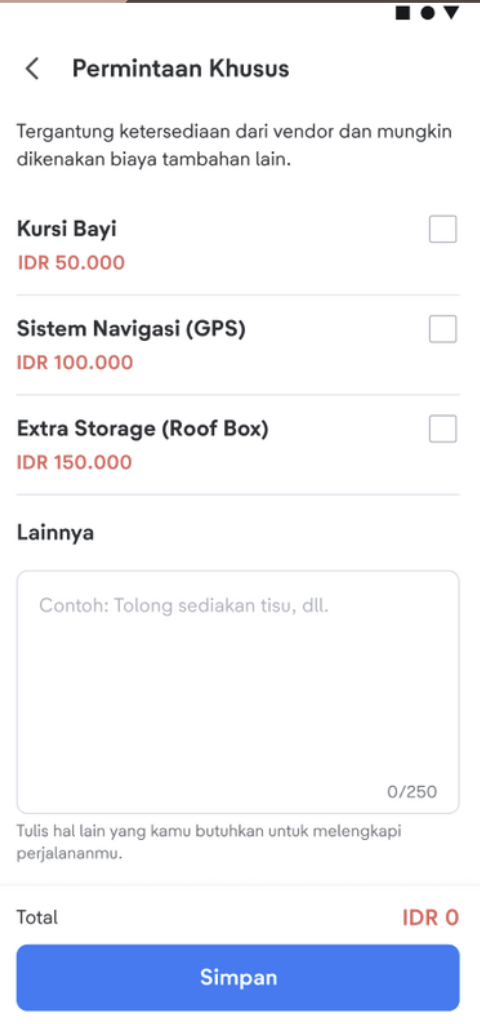 Permintaan Khusus
Tergantung ketersediaan dari vendor dan mungkin
dikenakan biaya tambahan lain.
Kursi Bayi
IDR 50.000
Sistem Navigasi (GPS)
IDR 100.000
Extra Storage (Roof Box)
IDR 150.000
Lainnya
Contoh: Tolong sediakan tisu, dll.
0/250
Tulis hal lain yang kamu butuhkan untuk melengkapi
perjalananmu.
Total IDR 0
Simpan